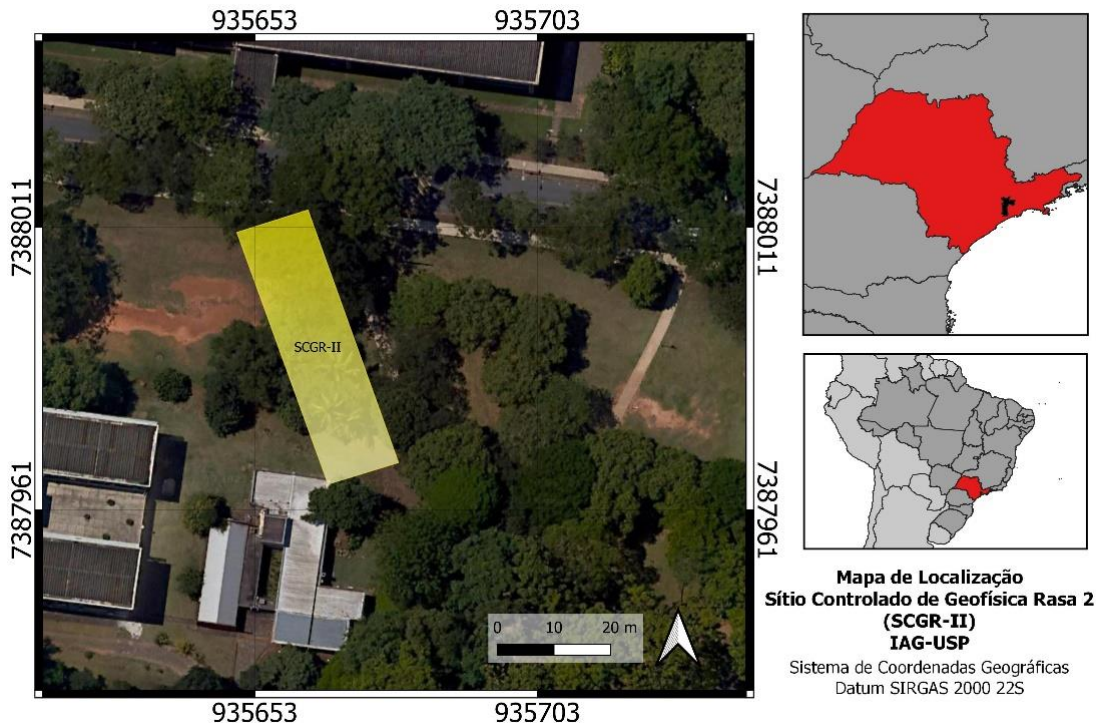 935653
935703
7388011
7388011
SCGR-II
7387961
7387961
0 10 20 m
935653
935703
Mapa de Localização
Sítio Controlado de Geofísica Rasa 2
(SCGR-II)
IAG-USP
Sistema de Coordenadas Geográficas
Datum SIRGAS 2000 22S